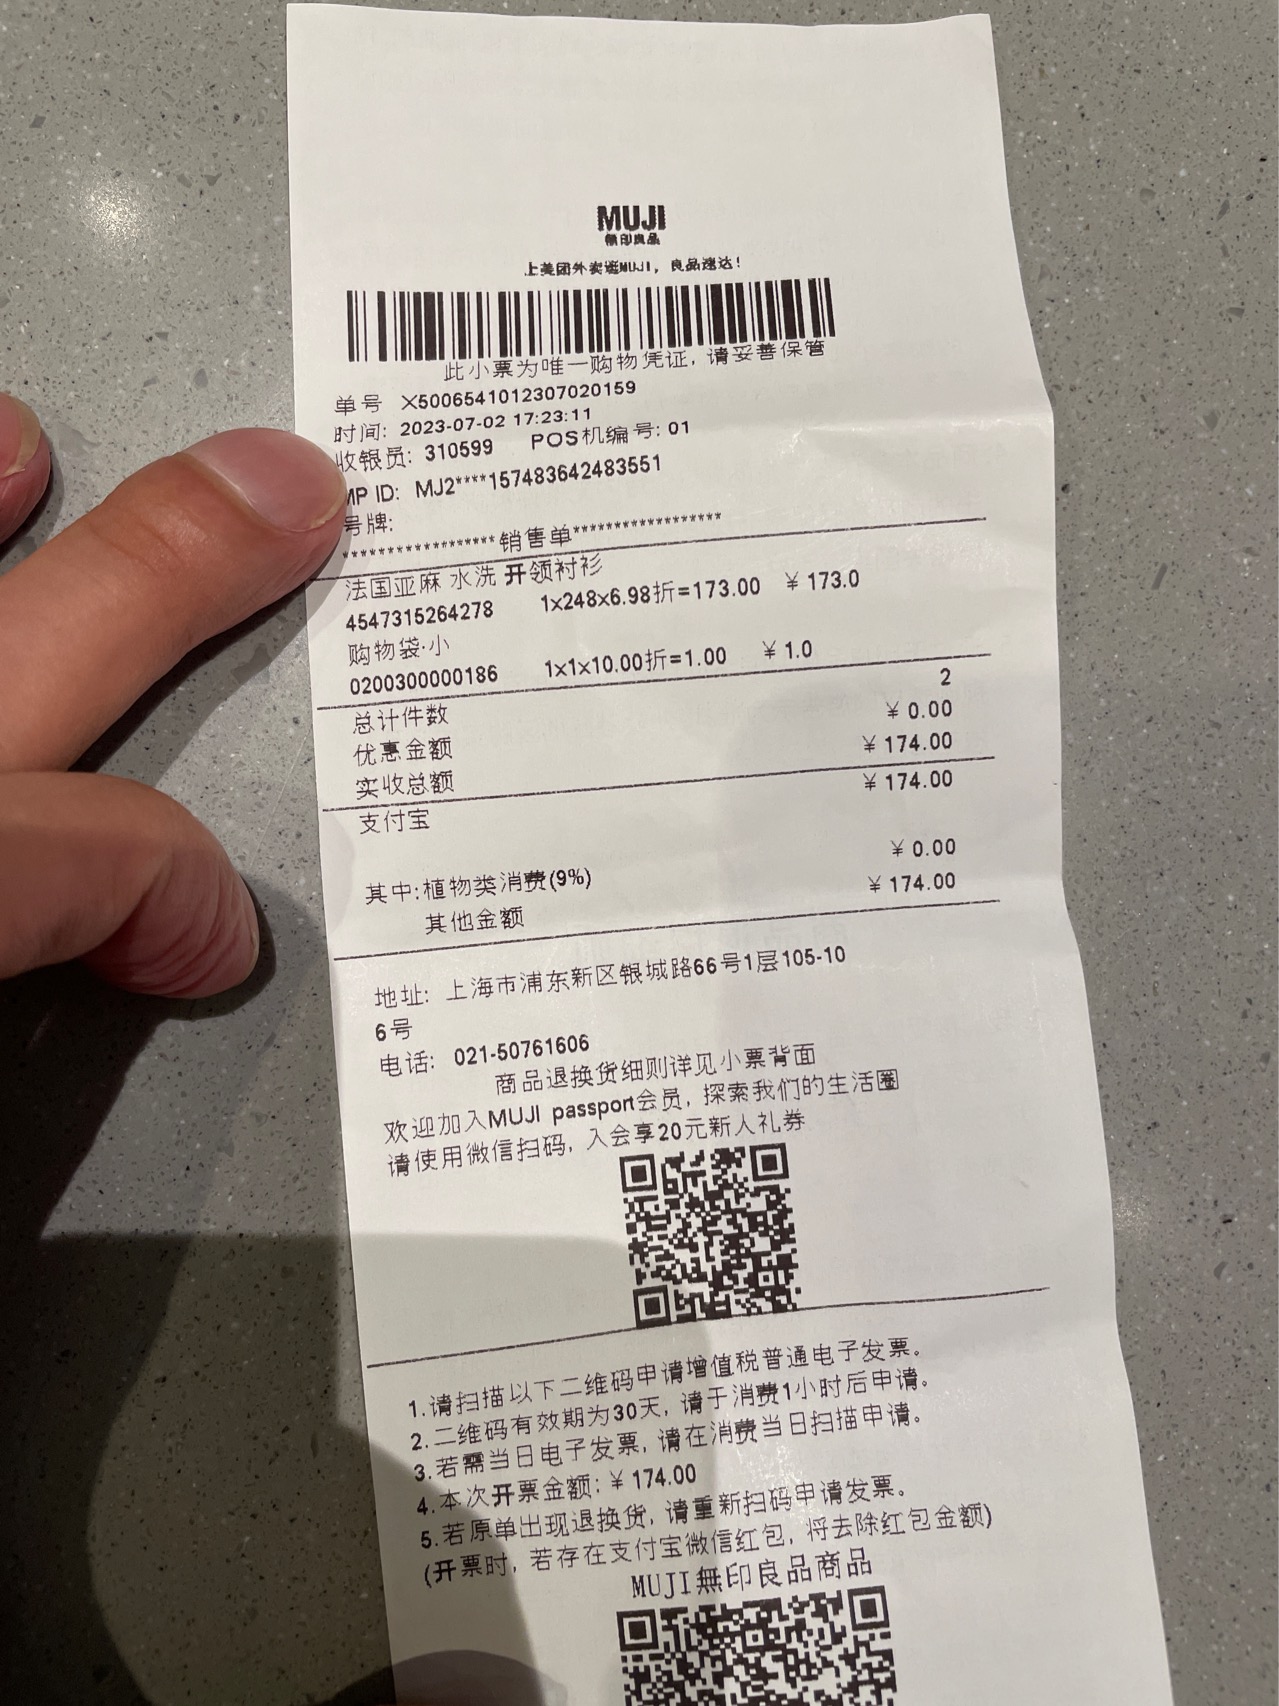 MUJI
無印良品
上美团外卖逛MUJI，良品速达！
此小票为唯一购物凭证，请妥善保管
单号 X5006541012307020159
时间: 2023-07-02 17:23:11
收银员: 310599 POS机编号: 01
MP ID: MJ2****157483642483551
号牌:
******************销售单******************
法国亚麻 水洗 开领衬衫
4547315264278 1x248x6.98折=173.00 ￥173.0
购物袋·小
0200300000186 1x1x10.00折=1.00 ￥1.0
总计件数 2
优惠金额 ￥0.00
实收总额 ￥174.00
支付宝 ￥174.00
其中:植物类消费(9%) ￥0.00
其他金额 ￥174.00
地址: 上海市浦东新区银城路66号1层105-10
6号
电话: 021-50761606
商品退换货细则详见小票背面
欢迎加入MUJI passport会员, 探索我们的生活圈
请使用微信扫码, 入会享20元新人礼券
1.请扫描以下二维码申请增值税普通电子发票。
2.二维码有效期为30天, 请于消费1小时后申请。
3.若需当日电子发票, 请在消费当日扫描申请。
4.本次开票金额: ￥174.00
5.若原单出现退换货, 请重新扫码申请发票。
(开票时, 若存在支付宝微信红包, 将去除红包金额)
MUJI無印良品商品